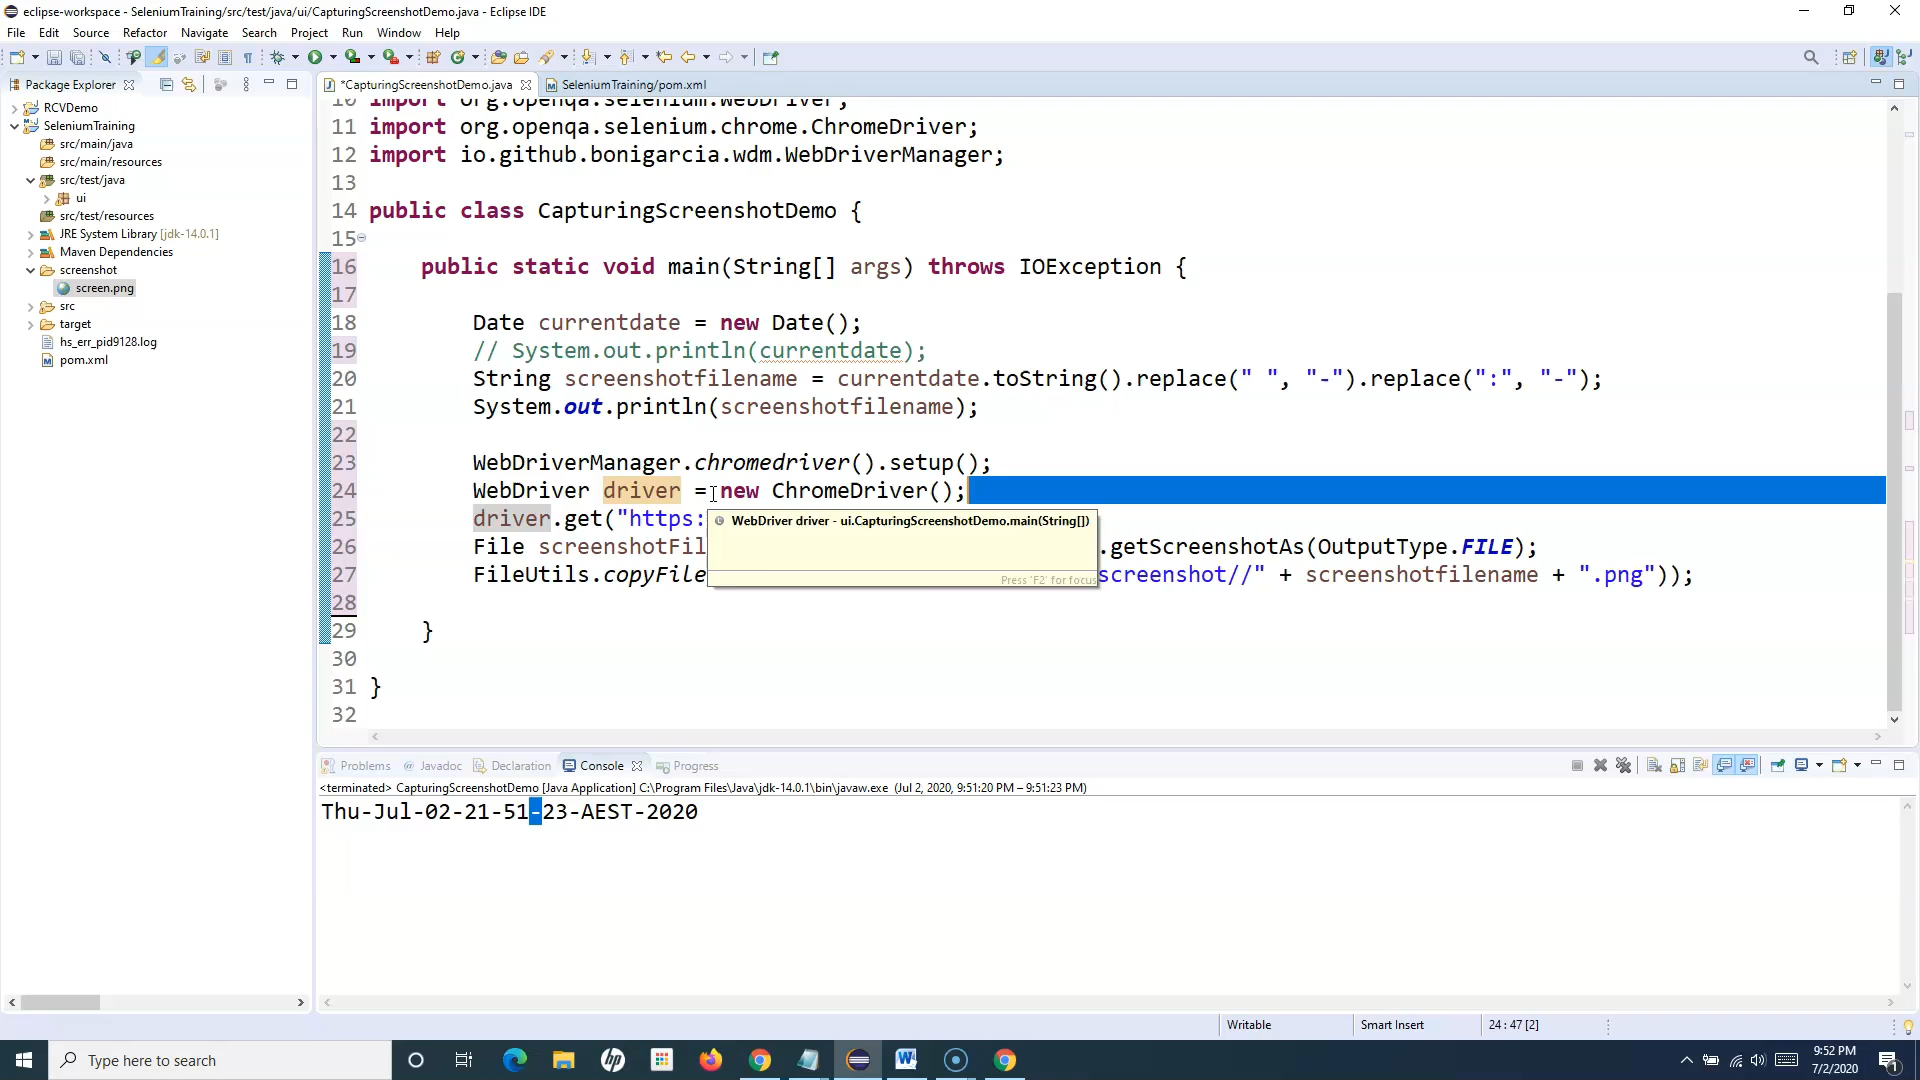 eclipse-workspace - SeleniumTraining/src/test/java/ui/CapturingScreenshotDemo.java - Eclipse IDE
File Edit Source Refactor Navigate Search Project Run Window Help
Package Explorer
RCVDemo
SeleniumTraining
src/main/java
src/main/resources
src/test/java
ui
src/test/resources
JRE System Library [jdk-14.0.1]
Maven Dependencies
screenshot
screen.png
src
target
hs_err_pid9128.log
pom.xml
*CapturingScreenshotDemo.java SeleniumTraining/pom.xml
10 import org.openqa.selenium.WebDriver;
11 import org.openqa.selenium.chrome.ChromeDriver;
12 import io.github.bonigarcia.wdm.WebDriverManager;
13
14 public class CapturingScreenshotDemo {
15
16 public static void main(String[] args) throws IOException {
17
18 Date currentdate = new Date();
19 // System.out.println(currentdate);
20 String screenshotfilename = currentdate.toString().replace(" ", "-").replace(":", "-");
21 System.out.println(screenshotfilename);
22
23 WebDriverManager.chromedriver().setup();
24 WebDriver driver = new ChromeDriver();
25 driver.get("https:
26 File screenshotFil .getScreenshotAs(OutputType.FILE);
27 FileUtils.copyFile screenshot//" + screenshotfilename + ".png"));
28
29 }
30
31 }
32
WebDriver driver - ui.CapturingScreenshotDemo.main(String[])
Press 'F2' for focus
Problems Javadoc Declaration Console Progress
<terminated> CapturingScreenshotDemo [Java Application] C:\Program Files\Java\jdk-14.0.1\bin\javaw.exe (Jul 2, 2020, 9:51:20 PM – 9:51:23 PM)
Thu-Jul-02-21-51-23-AEST-2020
Writable Smart Insert 24 : 47 [2]
Type here to search
9:52 PM
7/2/2020